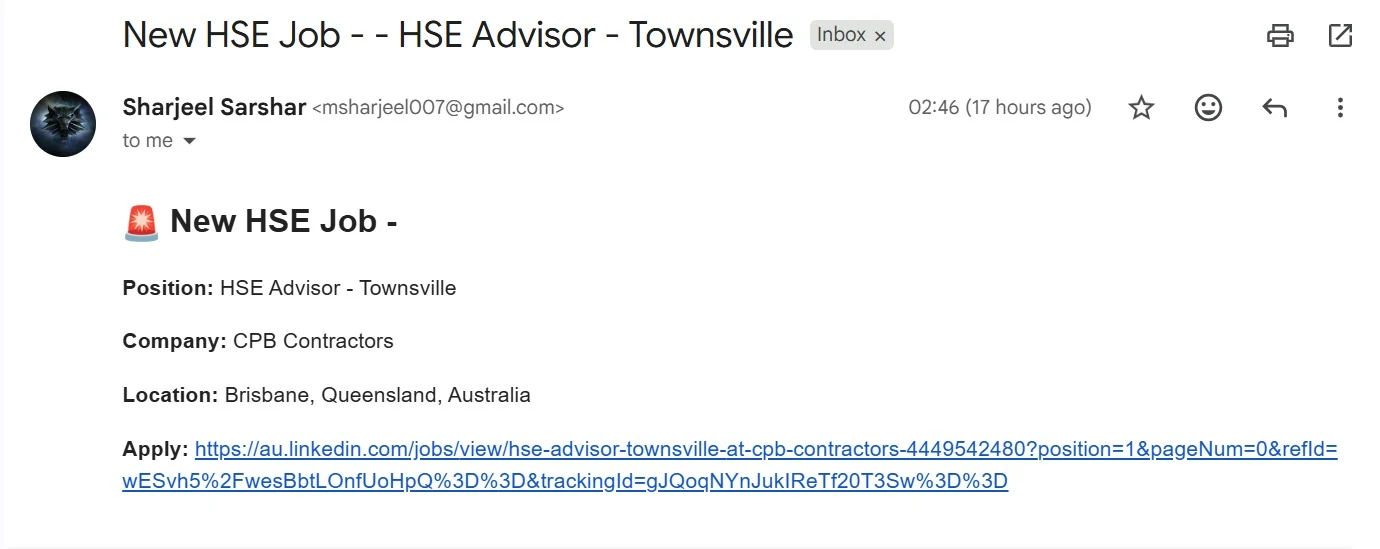 New HSE Job - - HSE Advisor - Townsville Inbox ×
Sharjeel Sarshar <msharjeel007@gmail.com> 02:46 (17 hours ago)
to me
🚨 New HSE Job -
Position: HSE Advisor - Townsville
Company: CPB Contractors
Location: Brisbane, Queensland, Australia
Apply: https://au.linkedin.com/jobs/view/hse-advisor-townsville-at-cpb-contractors-4449542480?position=1&pageNum=0&refId=
wESvh5%2FwesBbtLOnfUoHpQ%3D%3D&trackingId=gJQoqNYnJukIReTf20T3Sw%3D%3D